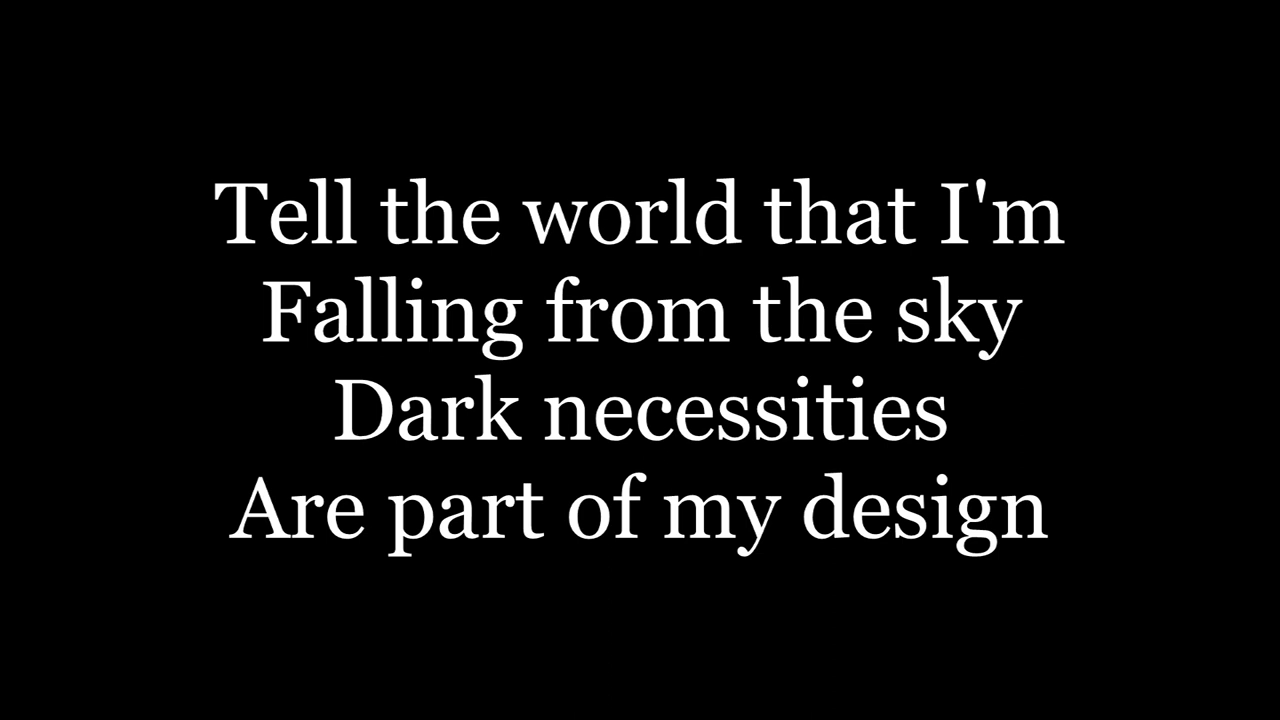 Tell the world that I'm
Falling from the sky
Dark necessities
Are part of my design